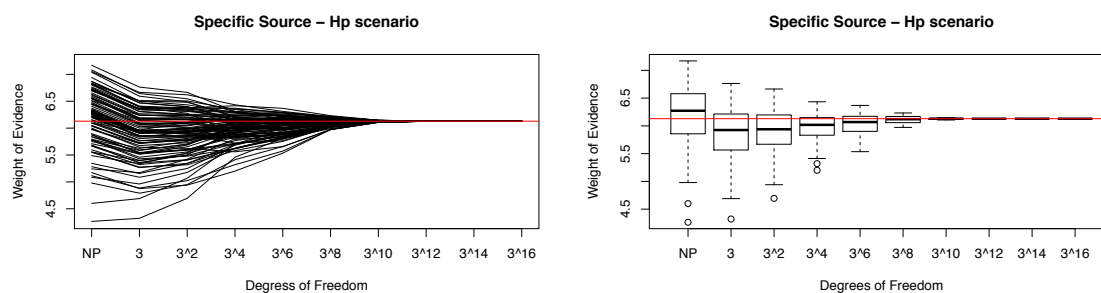 Specific Source – Hp scenario
Weight of Evidence
6.5
5.5
4.5
NP 3 3^2 3^4 3^6 3^8 3^10 3^12 3^14 3^16
Degress of Freedom
Specific Source – Hp scenario
Weight of Evidence
6.5
5.5
4.5
NP 3 3^2 3^4 3^6 3^8 3^10 3^12 3^14 3^16
Degrees of Freedom